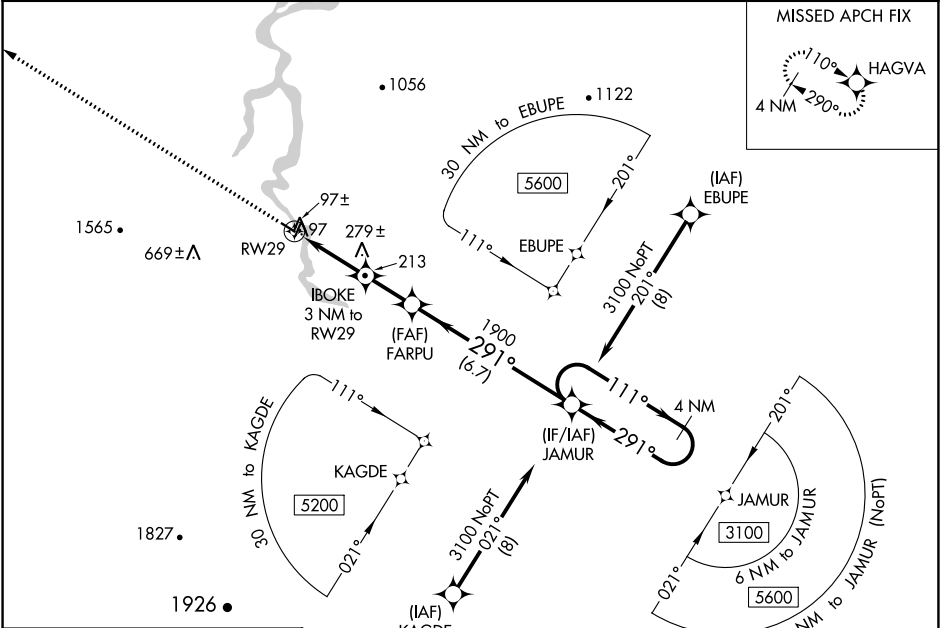 MISSED APCH FIX
110°
HAGVA
4 NM
290°
1056
1122
30 NM to EBUPE
5600
201°
111°
EBUPE
(IAF)
EBUPE
3100 NoPT
201°
(8)
1565
669±
97±
97
RW29
279±
213
IBOKE
3 NM to
RW29
(FAF)
FARPU
1900
291°
(6.7)
111°
4 NM
291°
(IF/IAF)
JAMUR
30 NM to KAGDE
111°
KAGDE
5200
021°
201°
JAMUR
3100
6 NM to JAMUR
5600
NM to JAMUR (NoPT)
021°
3100 NoPT
021°
(8)
1827
1926
(IAF)
KAGDE